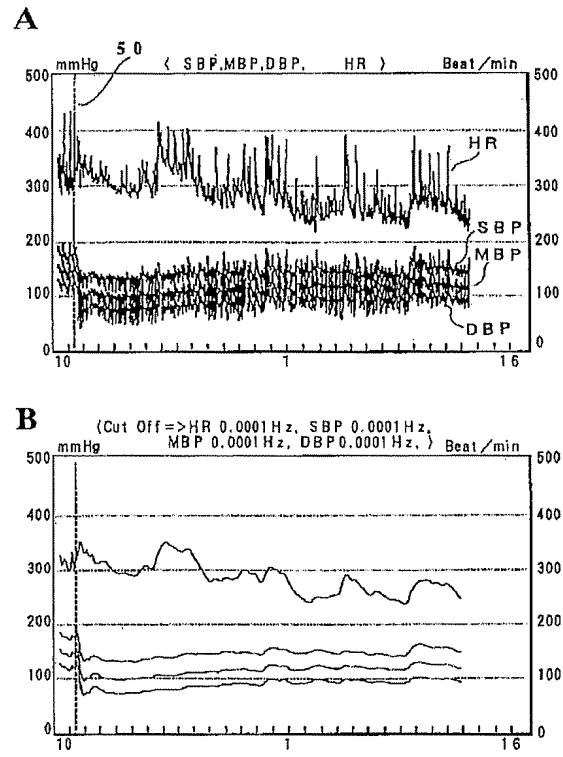 A
50
mmHg ( SBP,MBP,DBP, HR ) Beat/min
500 500
400 400
HR
300 300
SBP
200 200
MBP
100 100
DBP
0 0
10 1 16
B
(Cut Off=>HR 0.0001Hz, SBP 0.0001Hz,
mmHg MBP 0.0001Hz, DBP0.0001Hz, ) Beat/min
500 500
400 400
300 300
200 200
100 100
0 0
10 1 16